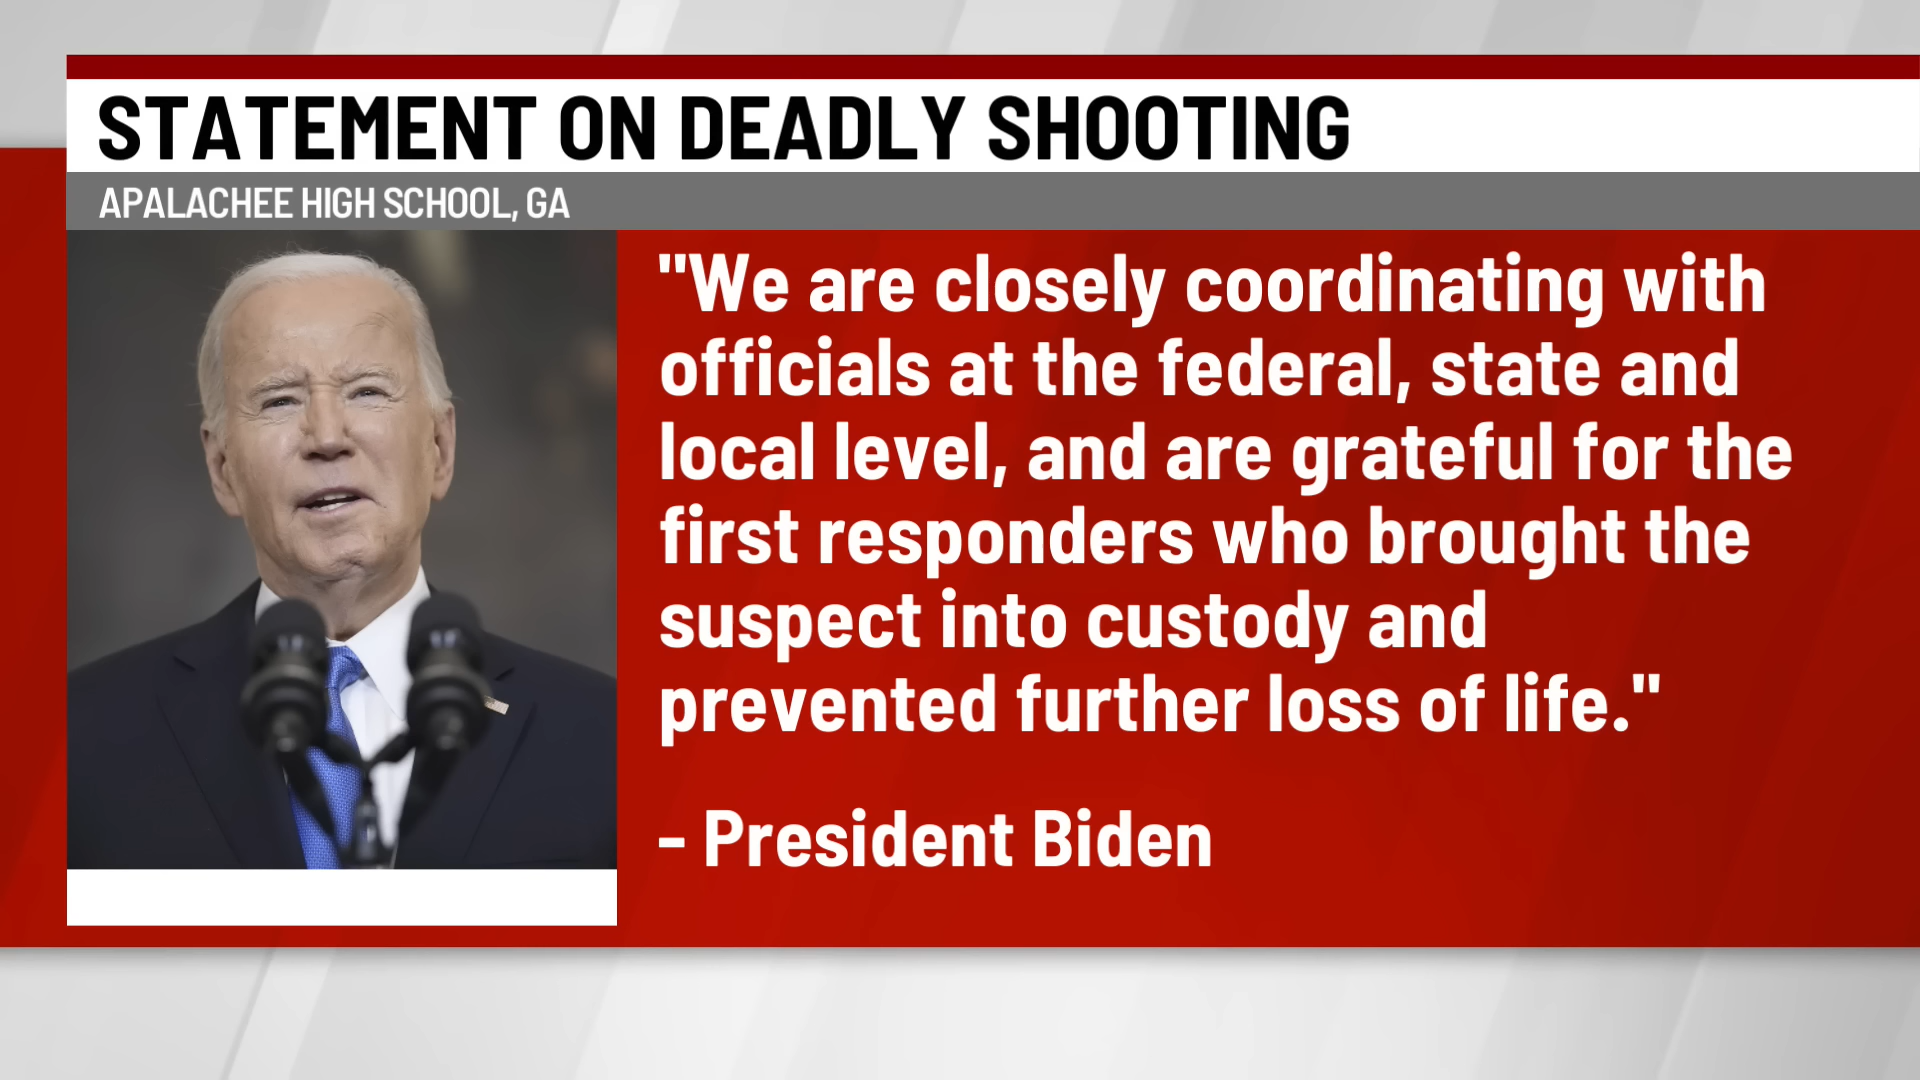 STATEMENT ON DEADLY SHOOTING
APALACHEE HIGH SCHOOL, GA
"We are closely coordinating with
officials at the federal, state and
local level, and are grateful for the
first responders who brought the
suspect into custody and
prevented further loss of life."
- President Biden